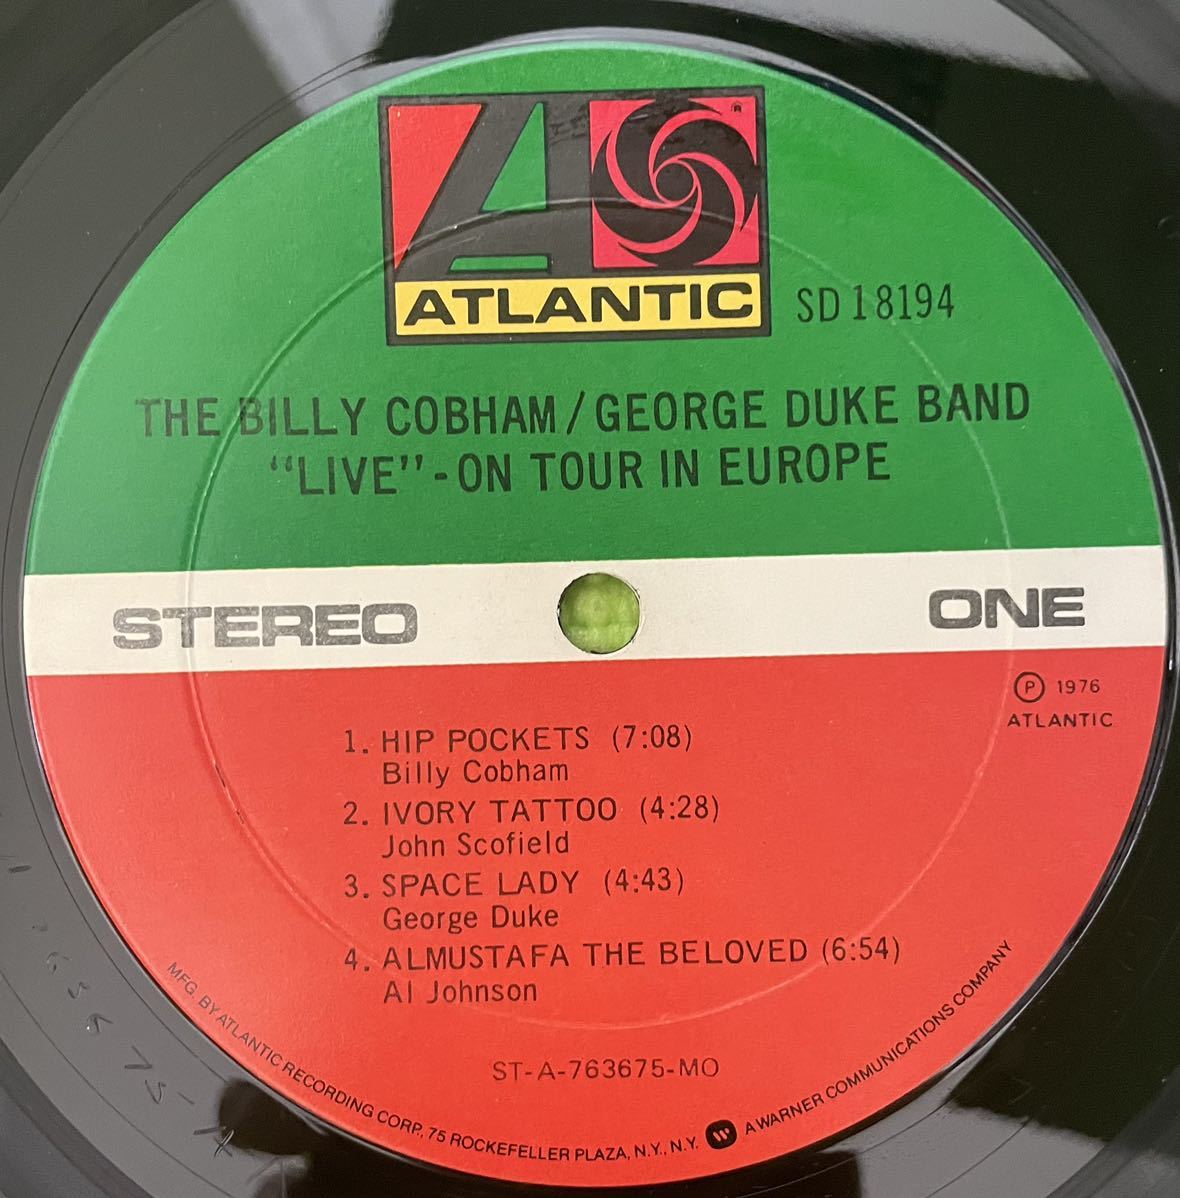 ATLANTIC
SD 18194
THE BILLY COBHAM/GEORGE DUKE BAND
“LIVE”-ON TOUR IN EUROPE
STEREO
ONE
Ⓟ 1976
ATLANTIC
1. HIP POCKETS (7:08)
Billy Cobham
2. IVORY TATTOO (4:28)
John Scofield
3. SPACE LADY (4:43)
George Duke
4. ALMUSTAFA THE BELOVED (6:54)
Al Johnson
ST-A-763675-MO
MFG. BY ATLANTIC RECORDING CORP., 75 ROCKEFELLER PLAZA, N.Y., N.Y. A WARNER COMMUNICATIONS COMPANY